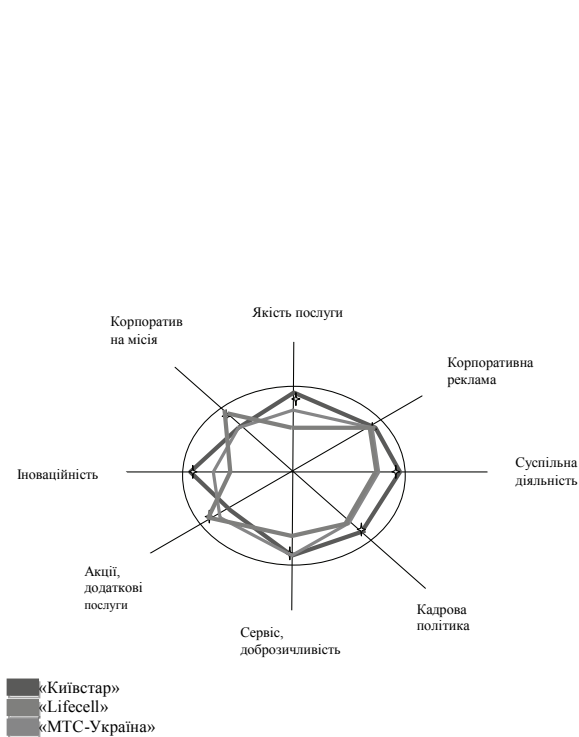 Якість послуги
Корпоратив
на місія
Корпоративна
реклама
Іноваційність
Суспільна
діяльність
Акції,
додаткові
послуги
Кадрова
політика
Сервіс,
доброзичливість
«Київстар»
«Lifecell»
«МТС-Україна»